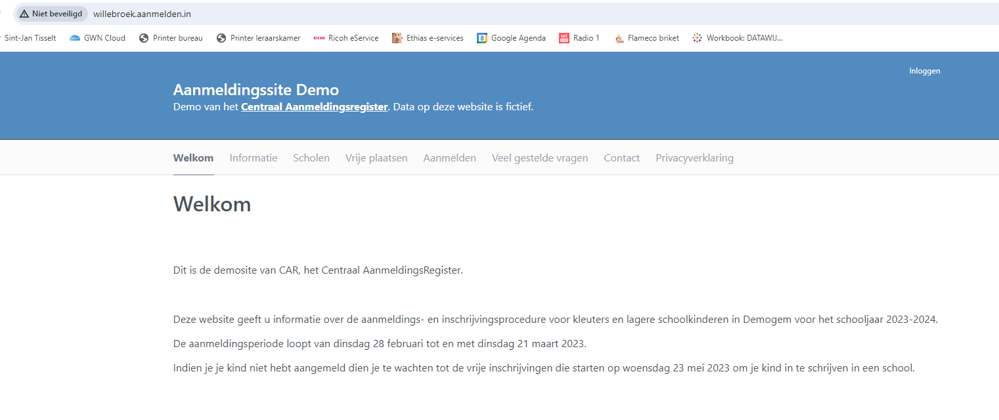 Niet beveiligd willebroek.aanmelden.in
Sint-Jan Tisselt GWN Cloud Printer bureau Printer leraarskamer RICOH Ricoh eService Ethias e-services 8 Google Agenda Radio 1 Flameco briket Workbook: DATAWIJ...
Inloggen
Aanmeldingssite Demo
Demo van het Centraal Aanmeldingsregister. Data op deze website is fictief.
Welkom Informatie Scholen Vrije plaatsen Aanmelden Veel gestelde vragen Contact Privacyverklaring
Welkom
Dit is de demosite van CAR, het Centraal AanmeldingsRegister.
Deze website geeft u informatie over de aanmeldings- en inschrijvingsprocedure voor kleuters en lagere schoolkinderen in Demogem voor het schooljaar 2023-2024.
De aanmeldingsperiode loopt van dinsdag 28 februari tot en met dinsdag 21 maart 2023.
Indien je je kind niet hebt aangemeld dien je te wachten tot de vrije inschrijvingen die starten op woensdag 23 mei 2023 om je kind in te schrijven in een school.